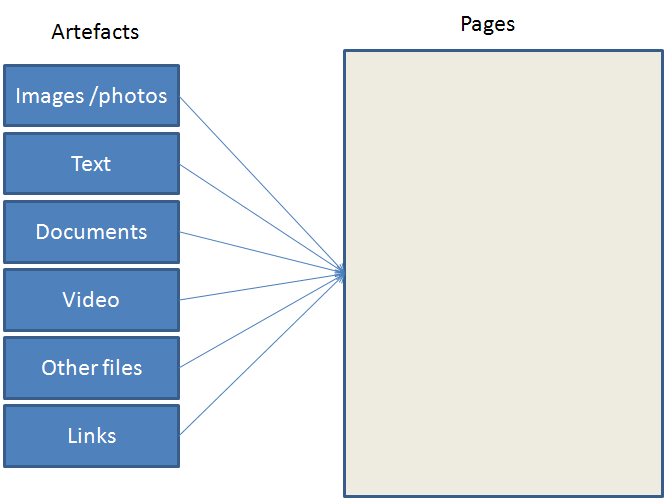 Artefacts
Pages
Images /photos
Text
Documents
Video
Other files
Links